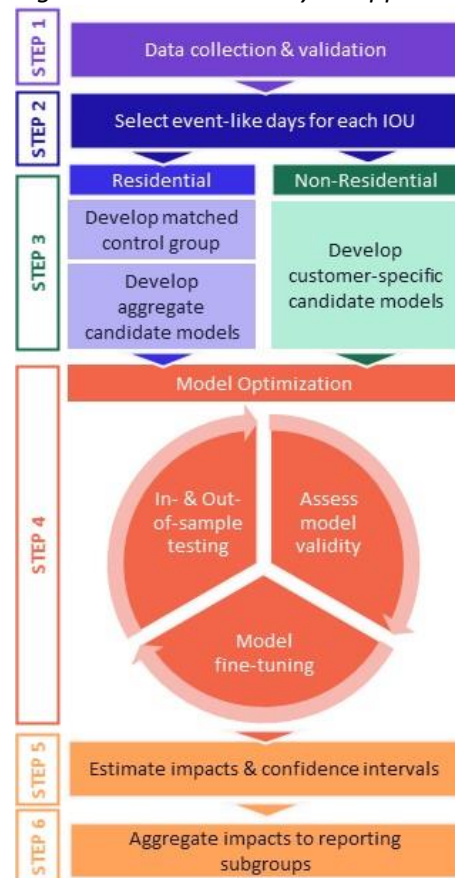 STEP 1
Data collection & validation
STEP 2
Select event-like days for each IOU
STEP 3
Residential
Non-Residential
Develop matched
control group
Develop
aggregate
candidate models
Develop
customer-specific
candidate models
STEP 4
Model Optimization
In- & Out-
of-sample
testing
Assess
model
validity
Model
fine-tuning
STEP 5
Estimate impacts & confidence intervals
STEP 6
Aggregate impacts to reporting
subgroups